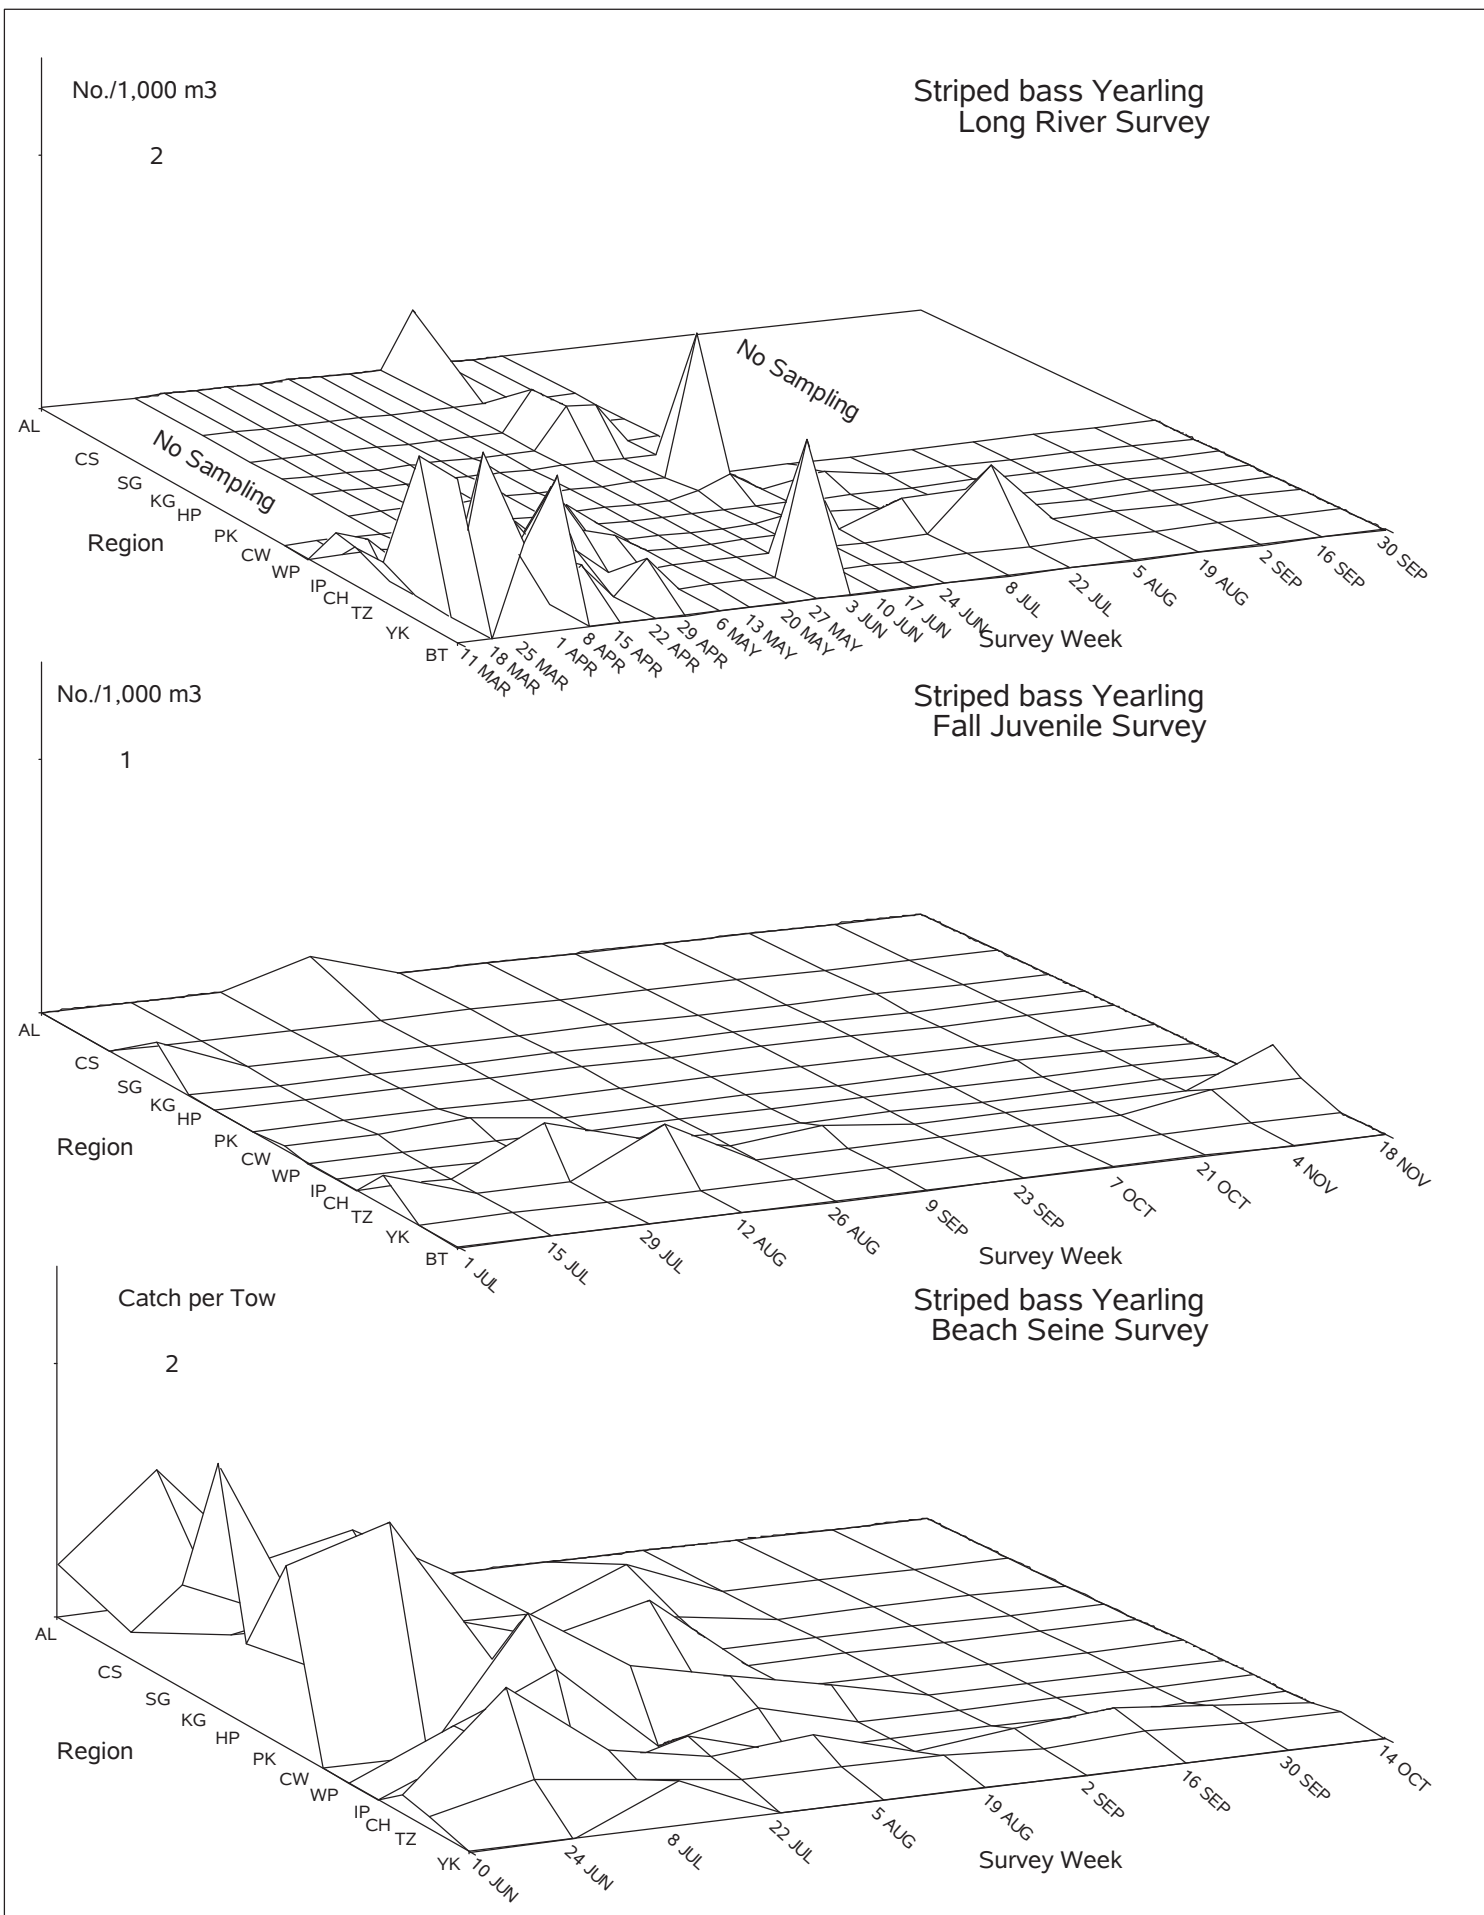 No./1,000 m3
Striped bass Yearling
Long River Survey
2
No Sampling
No Sampling
AL
CS
SG
KG
HP
PK
CW
WP
IP
CH
TZ
YK
BT
Region
11 MAR
18 MAR
25 MAR
1 APR
8 APR
15 APR
22 APR
29 APR
6 MAY
13 MAY
20 MAY
27 MAY
3 JUN
10 JUN
17 JUN
24 JUN
8 JUL
22 JUL
5 AUG
19 AUG
2 SEP
16 SEP
30 SEP
Survey Week
No./1,000 m3
Striped bass Yearling
Fall Juvenile Survey
1
AL
CS
SG
KG
HP
PK
CW
WP
IP
CH
TZ
YK
BT
Region
1 JUL
15 JUL
29 JUL
12 AUG
26 AUG
9 SEP
23 SEP
7 OCT
21 OCT
4 NOV
18 NOV
Survey Week
Catch per Tow
Striped bass Yearling
Beach Seine Survey
2
AL
CS
SG
KG
HP
PK
CW
WP
IP
CH
TZ
YK
Region
10 JUN
24 JUN
8 JUL
22 JUL
5 AUG
19 AUG
2 SEP
16 SEP
30 SEP
14 OCT
Survey Week